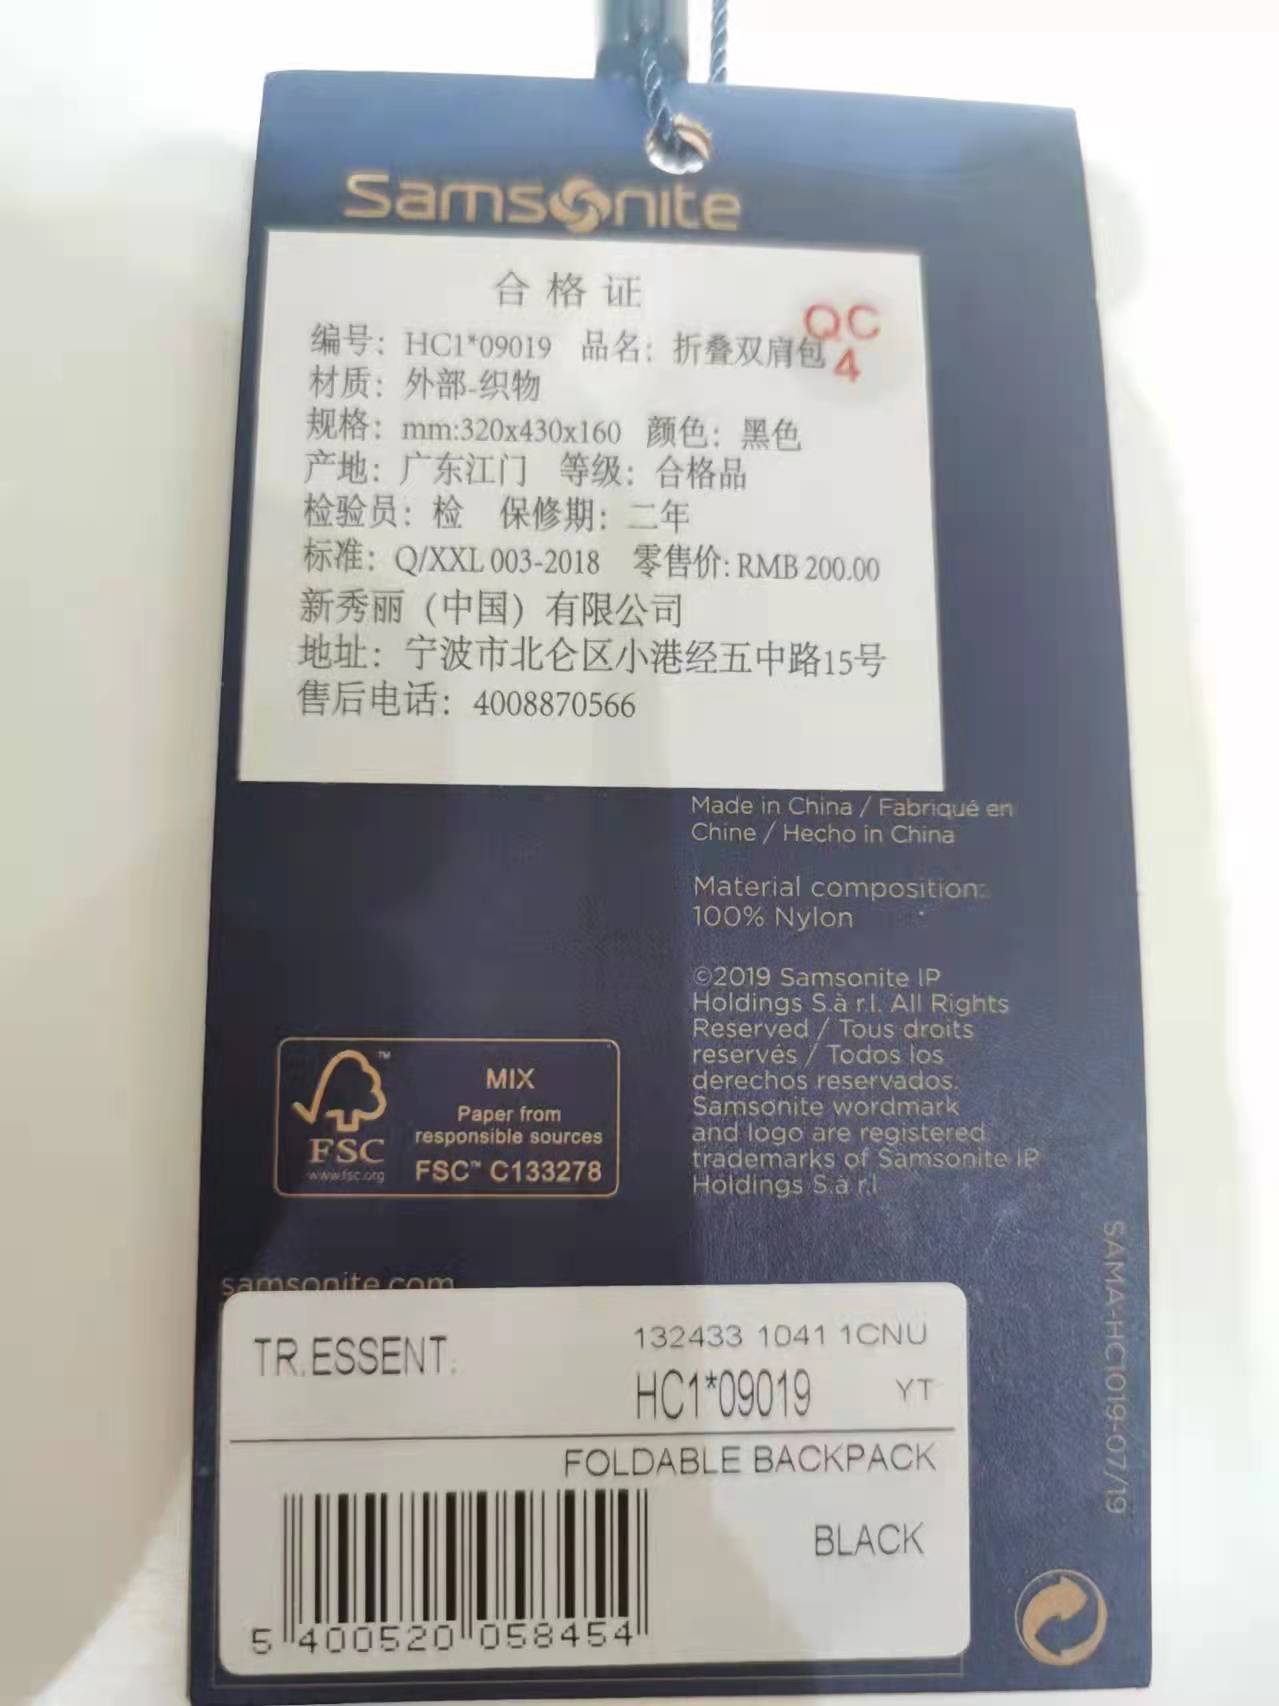 Samsonite
合格证
QC
4
编号：HC1*09019 品名：折叠双肩包
材质：外部-织物
规格：mm:320x430x160 颜色：黑色
产地：广东江门 等级：合格品
检验员：检 保修期：二年
标准：Q/XXL 003-2018 零售价: RMB 200.00
新秀丽（中国）有限公司
地址：宁波市北仑区小港经五中路15号
售后电话：4008870566
Made in China / Fabriqué en
Chine / Hecho in China
Material composition:
100% Nylon
©2019 Samsonite IP
Holdings S.à r.l. All Rights
Reserved / Tous droits
reservés / Todos los
derechos reservados.
Samsonite wordmark
and logo are registered
trademarks of Samsonite IP
Holdings S.à r.l
TM
FSC
www.fsc.org
MIX
Paper from
responsible sources
FSC™ C133278
samsonite.com
SAMA-HC1019-07/19
TR.ESSENT.
132433 1041 1CNU
HC1*09019 YT
FOLDABLE BACKPACK
BLACK
5 400520 058454